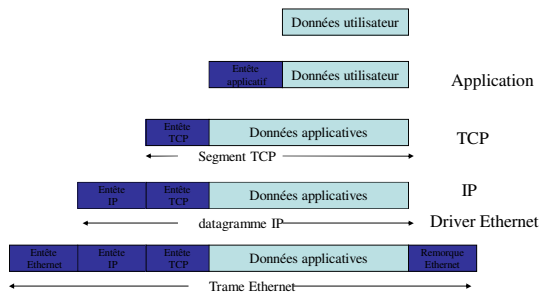 Données utilisateur
Entête
applicatif
Données utilisateur
Application
Entête
TCP
Données applicatives
TCP
Segment TCP
Entête
IP
Entête
TCP
Données applicatives
IP
datagramme IP
Driver Ethernet
Entête
Ethernet
Entête
IP
Entête
TCP
Données applicatives
Remorque
Ethernet
Trame Ethernet